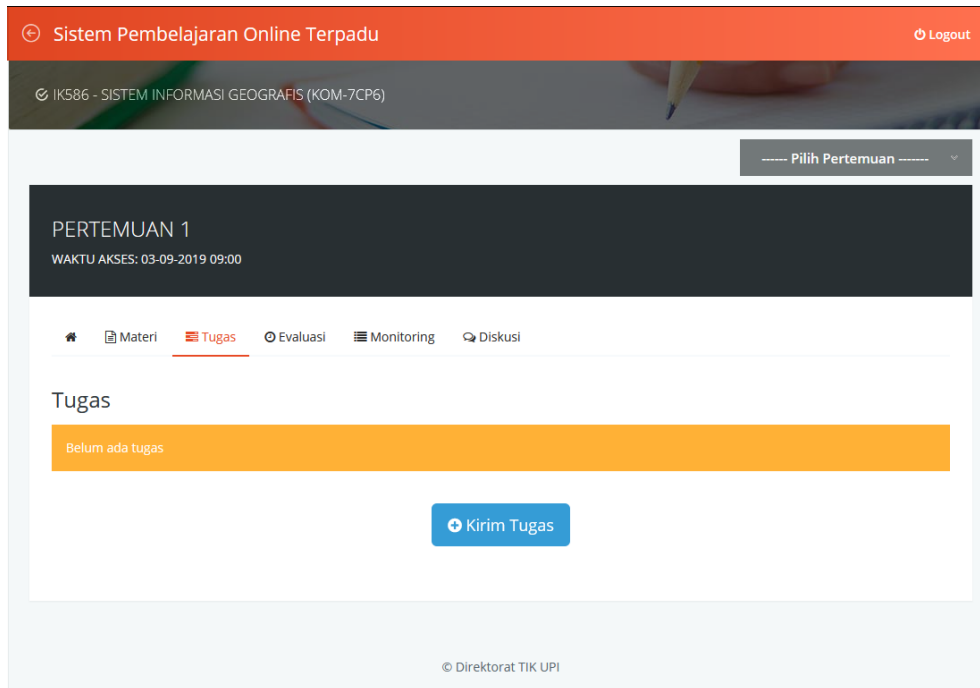 Sistem Pembelajaran Online Terpadu
Logout
IK586 - SISTEM INFORMASI GEOGRAFIS (KOM-7CP6)
------ Pilih Pertemuan -------
PERTEMUAN 1
WAKTU AKSES: 03-09-2019 09:00
Materi Tugas Evaluasi Monitoring Diskusi
Tugas
Belum ada tugas
Kirim Tugas
© Direktorat TIK UPI